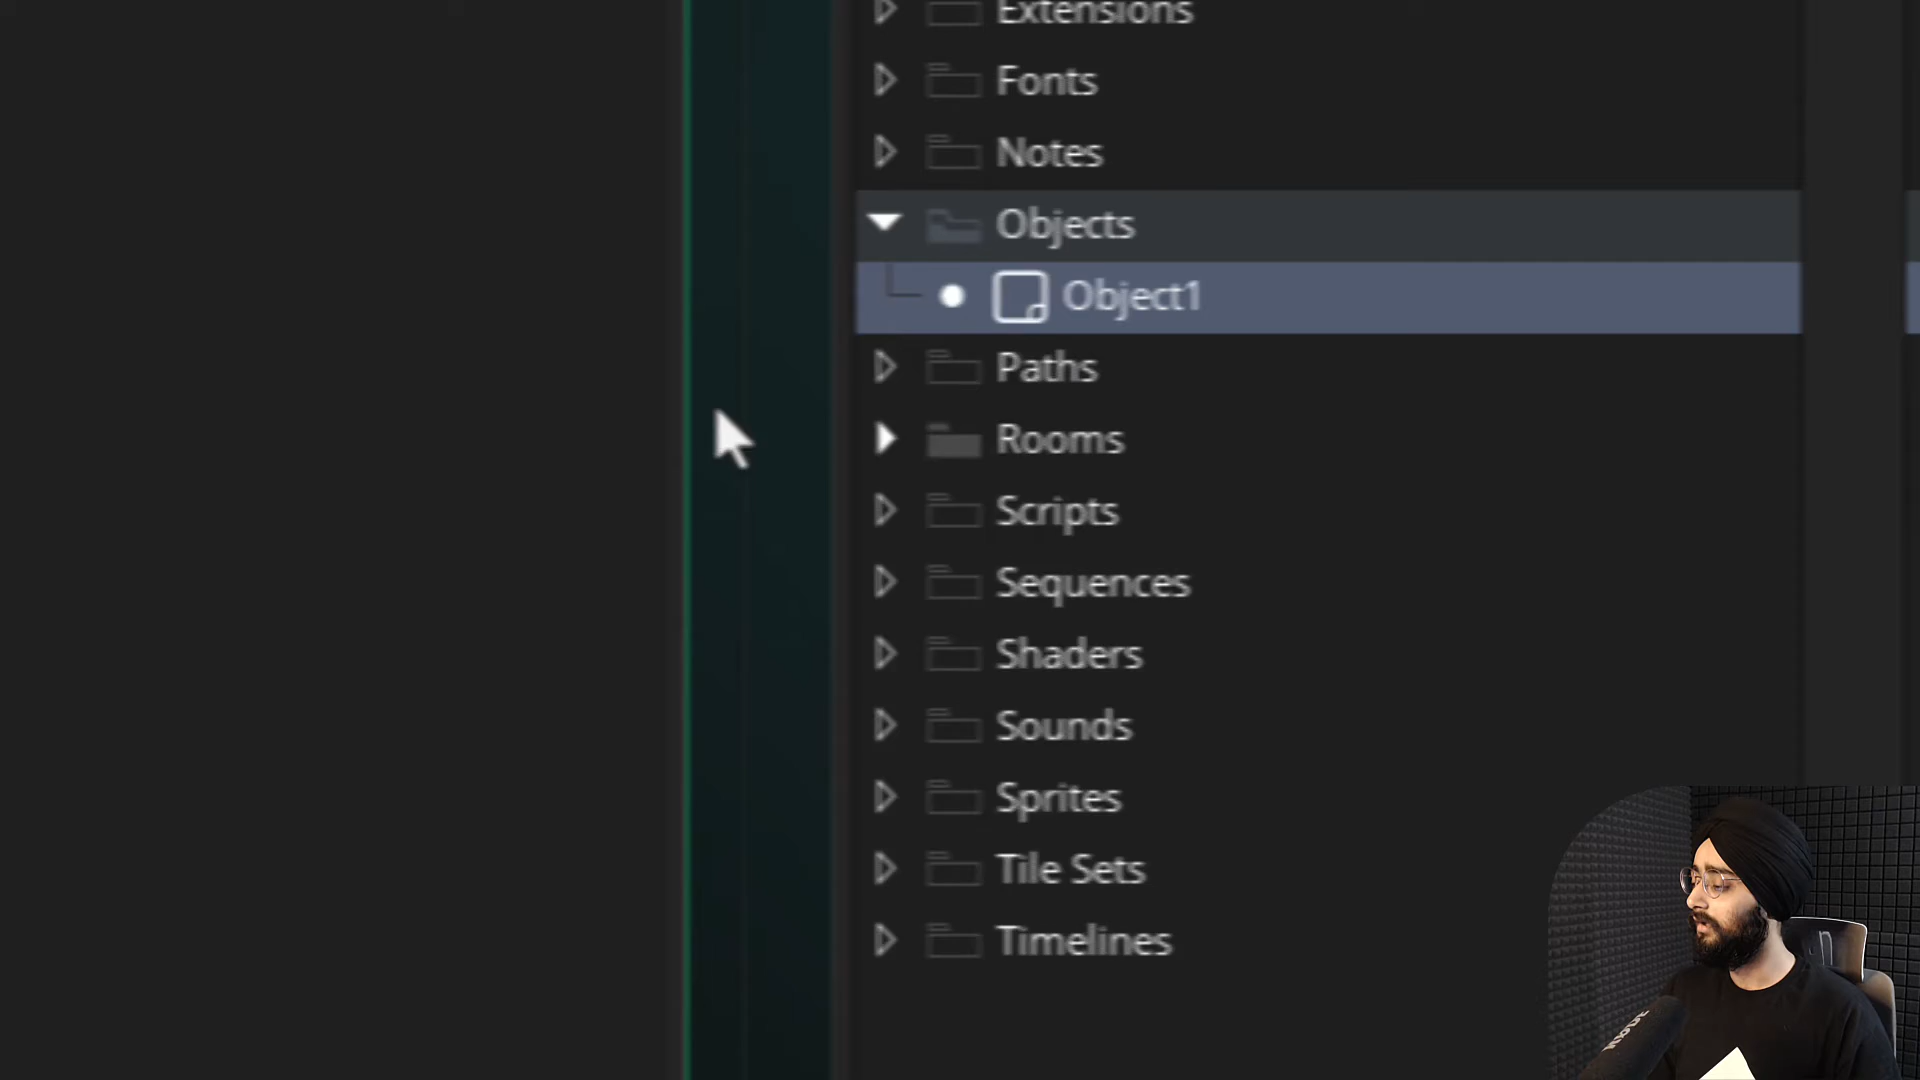 Extensions
Fonts
Notes
Objects
Object1
Paths
Rooms
Scripts
Sequences
Shaders
Sounds
Sprites
Tile Sets
Timelines